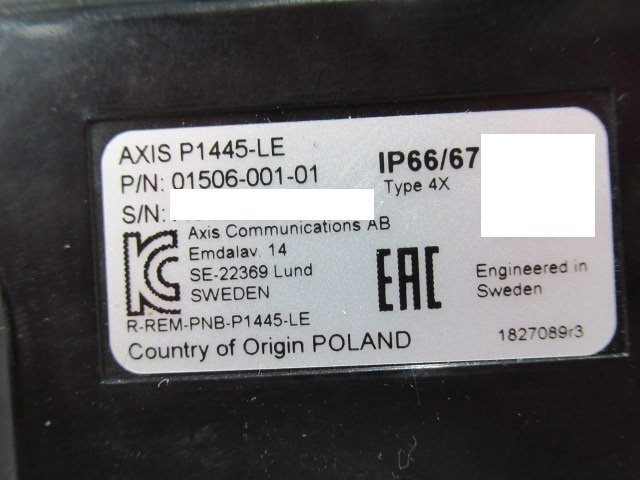 AXIS P1445-LE
P/N: 01506-001-01
S/N:
IP66/67
Type 4X
Axis Communications AB
Emdalav. 14
SE-22369 Lund
SWEDEN
KC
EAC
Engineered in
Sweden
R-REM-PNB-P1445-LE
Country of Origin POLAND
1827089r3